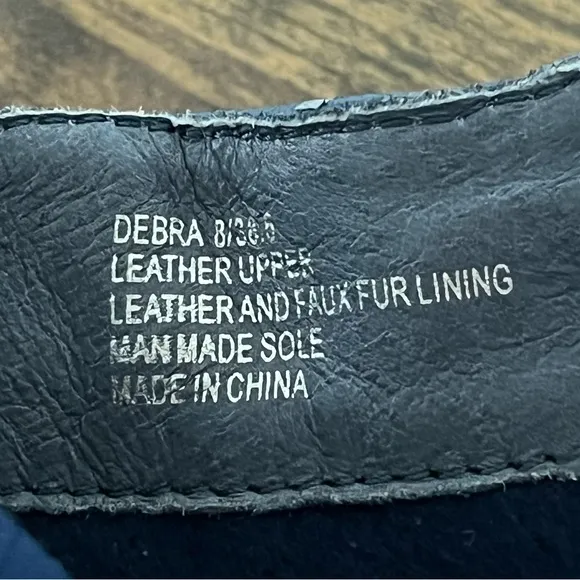 DEBRA 8/38.5
LEATHER UPPER
LEATHER AND FAUX FUR LINING
MAN MADE SOLE
MADE IN CHINA